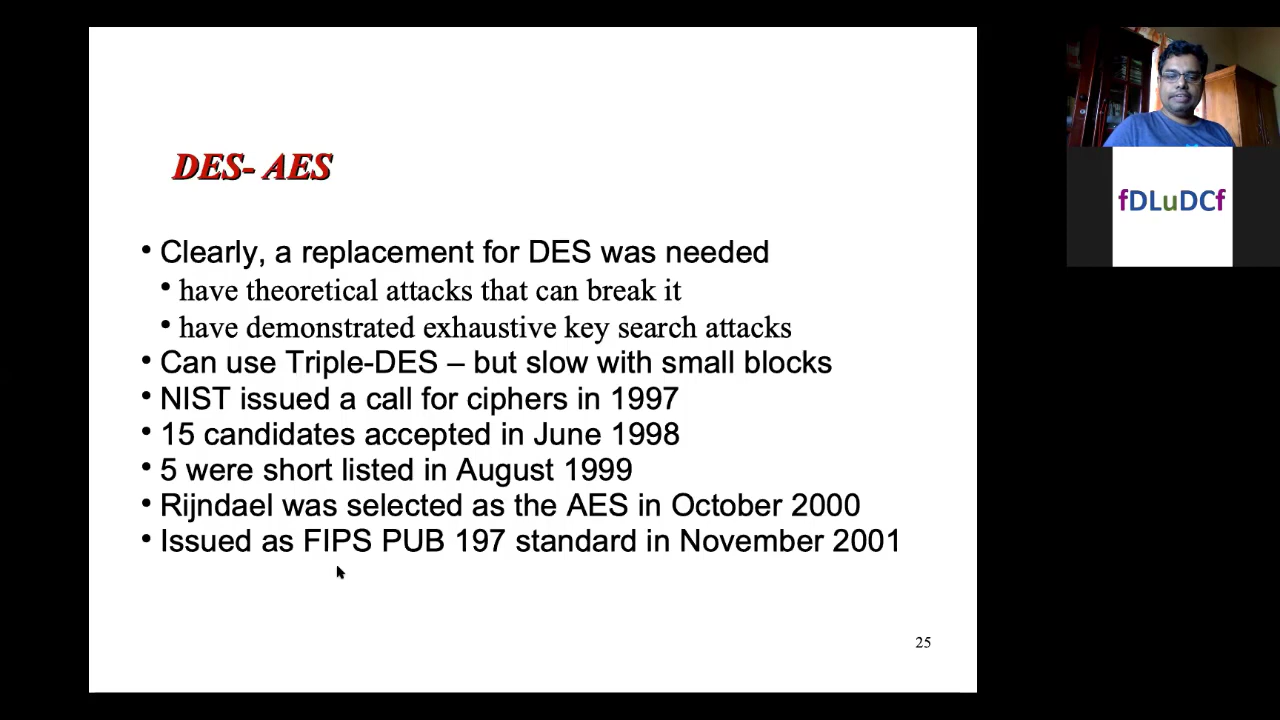 DES- AES
• Clearly, a replacement for DES was needed
• have theoretical attacks that can break it
• have demonstrated exhaustive key search attacks
• Can use Triple-DES – but slow with small blocks
• NIST issued a call for ciphers in 1997
• 15 candidates accepted in June 1998
• 5 were short listed in August 1999
• Rijndael was selected as the AES in October 2000
• Issued as FIPS PUB 197 standard in November 2001
25
fDLuDCf